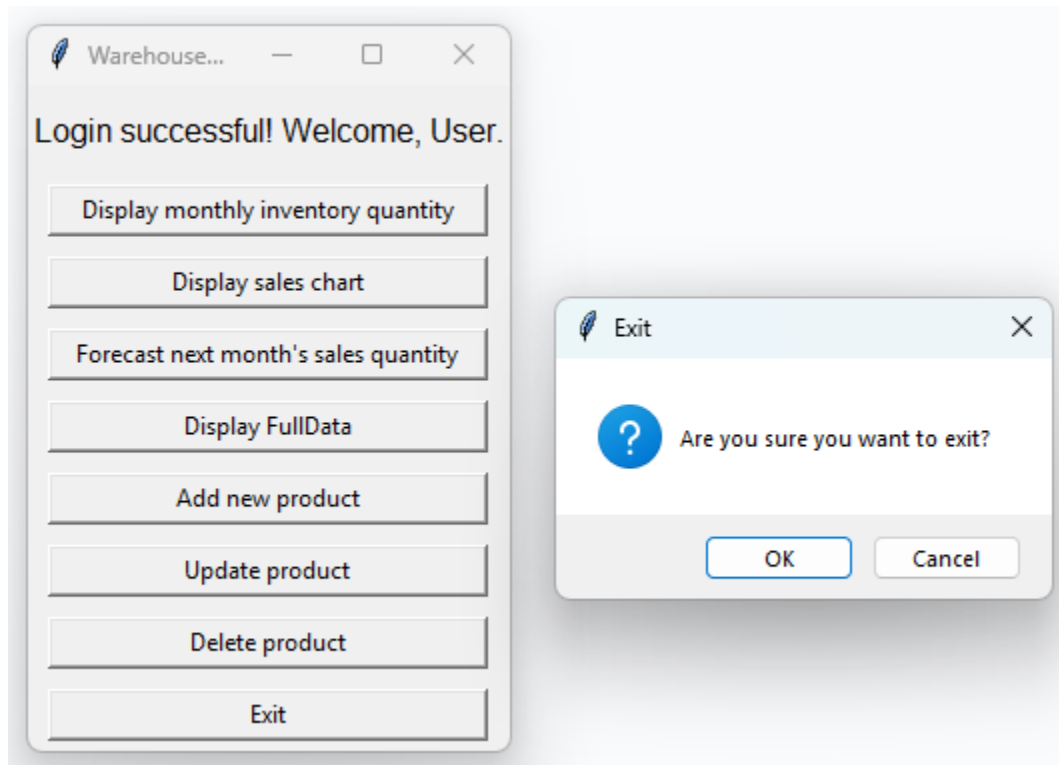 Warehouse...
Login successful! Welcome, User.
Display monthly inventory quantity
Display sales chart
Forecast next month's sales quantity
Display FullData
Add new product
Update product
Delete product
Exit
Exit
Are you sure you want to exit?
OK
Cancel